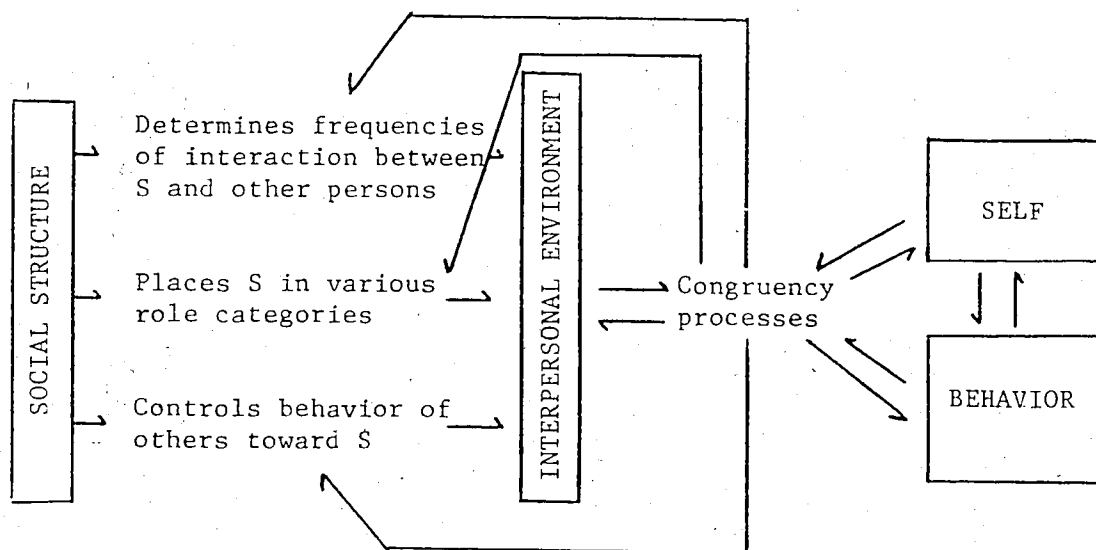 SOCIAL STRUCTURE
Determines frequencies
of interaction between
S and other persons
Places S in various
role categories
Controls behavior of
others toward S
INTERPERSONAL ENVIRONMENT
Congruency
processes
SELF
BEHAVIOR